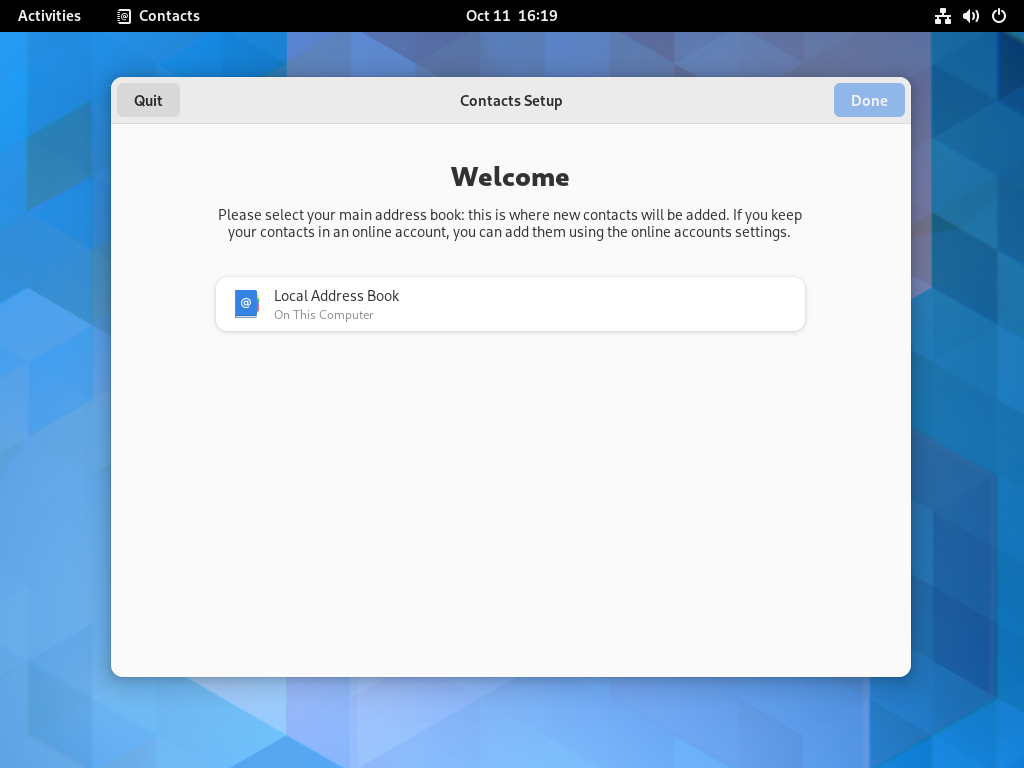 Activities Contacts Oct 11 16:19
Quit Contacts Setup Done
Welcome
Please select your main address book: this is where new contacts will be added. If you keep
your contacts in an online account, you can add them using the online accounts settings.
@ Local Address Book
On This Computer